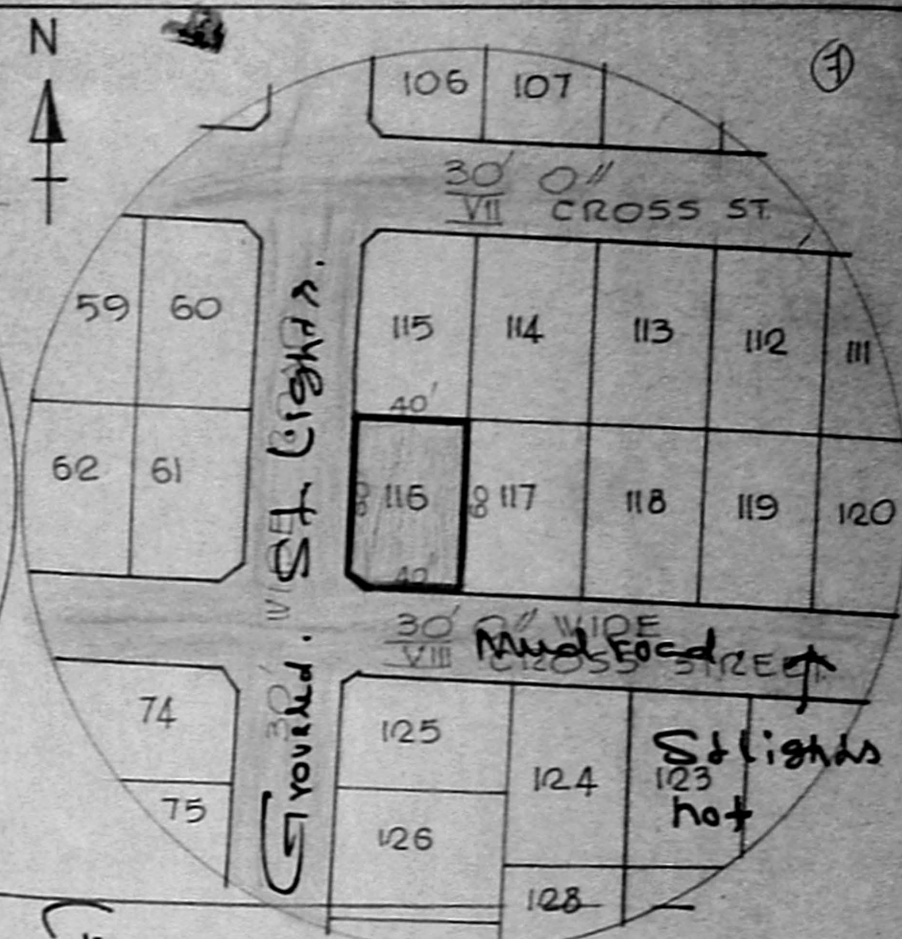 N
7
106 107
30' 0"
VII CROSS ST.
59 60
St Lights.
115 114 113 112 111
40'
62 61
116 117 118 119 120
40'
30' 0" WIDE
VIII CROSS STREET
Mud road
74
125
75
126
124
123
St lights
not
128
30'